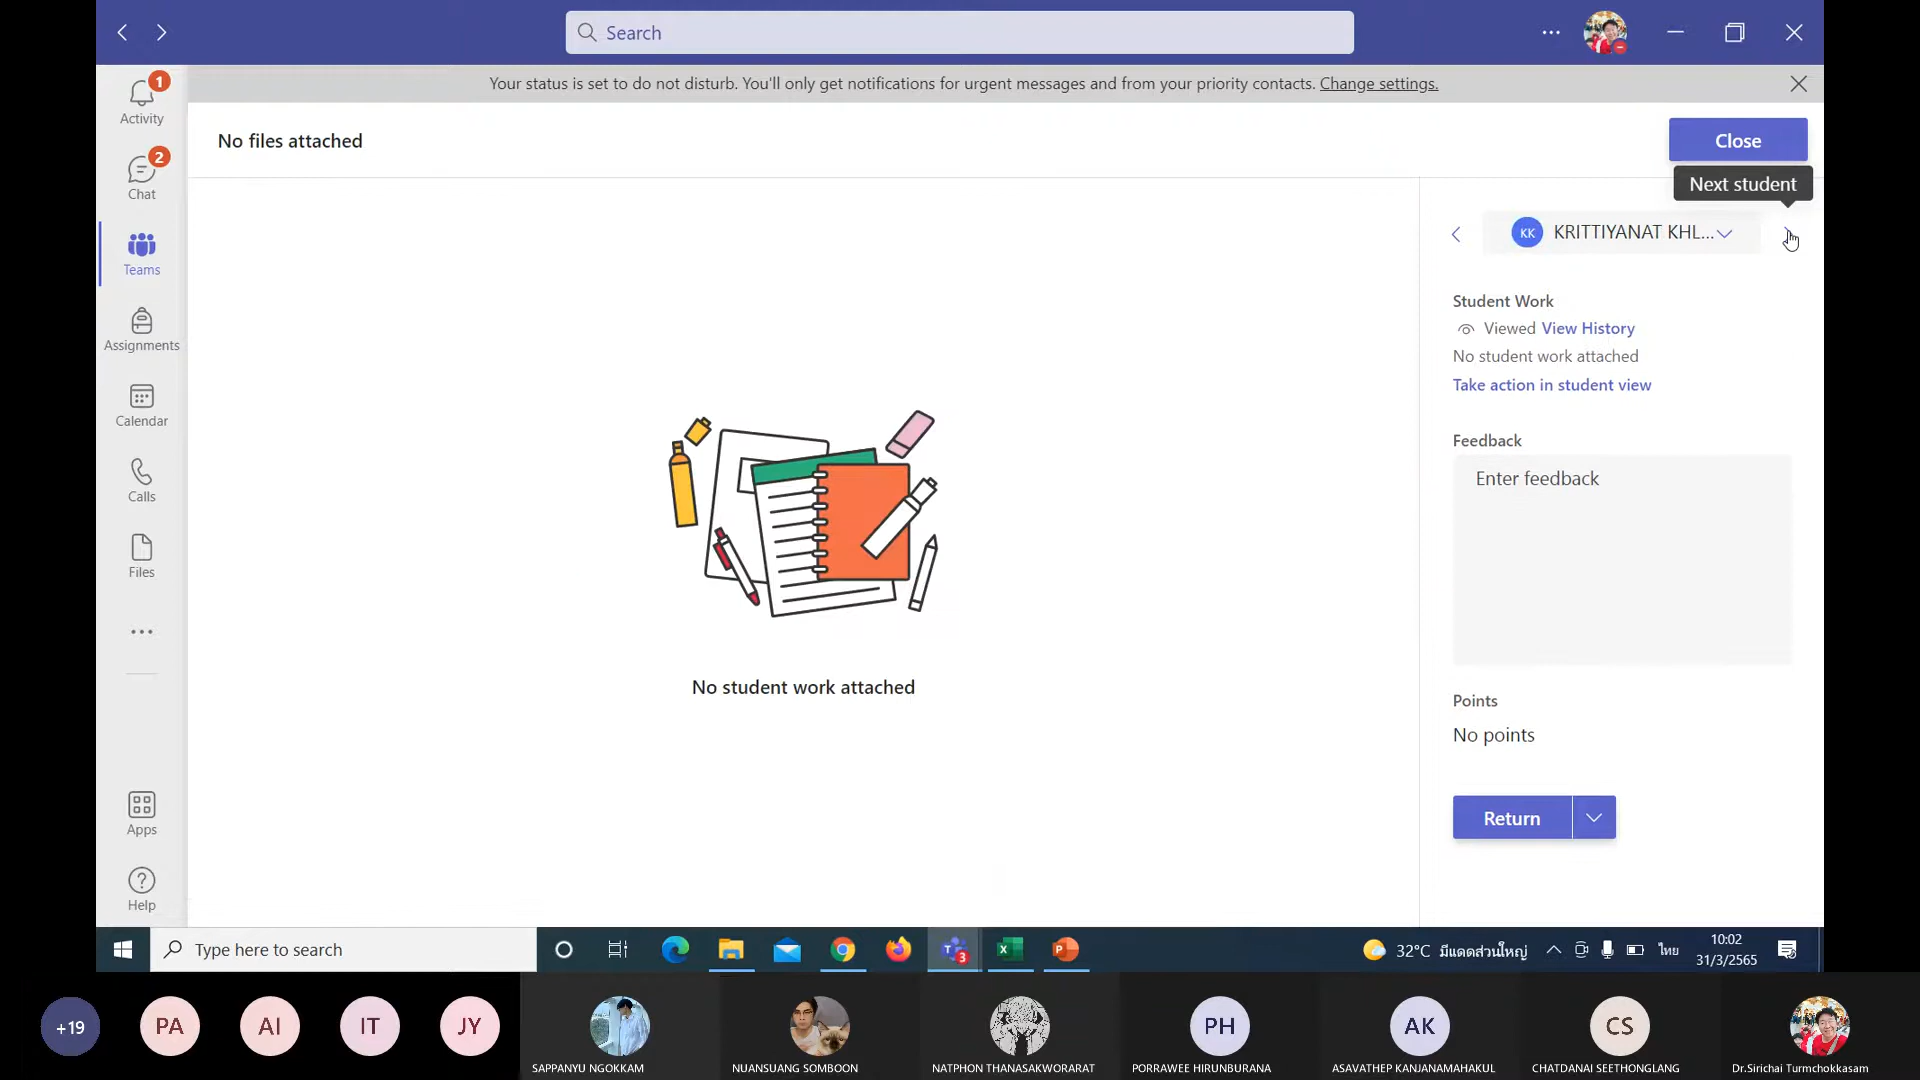 Search
Your status is set to do not disturb. You'll only get notifications for urgent messages and from your priority contacts. Change settings.
1
Activity
2
Chat
Teams
Assignments
Calendar
Calls
Files
Apps
Help
No files attached
Close
Next student
KK KRITTIYANAT KHL...
Student Work
Viewed View History
No student work attached
Take action in student view
Feedback
Enter feedback
No student work attached
Points
No points
Return
Type here to search
3
32°C มีแดดส่วนใหญ่
ไทย
10:02
31/3/2565
+19
PA
AI
IT
JY
SAPPANYU NGOKKAM
NUANSUANG SOMBOON
NATPHON THANASAKWORARAT
PH
PORRAWEE HIRUNBURANA
AK
ASAVATHEP KANJANAMAHAKUL
CS
CHATDANAI SEETHONGLANG
Dr.Sirichai Turmchokkasam